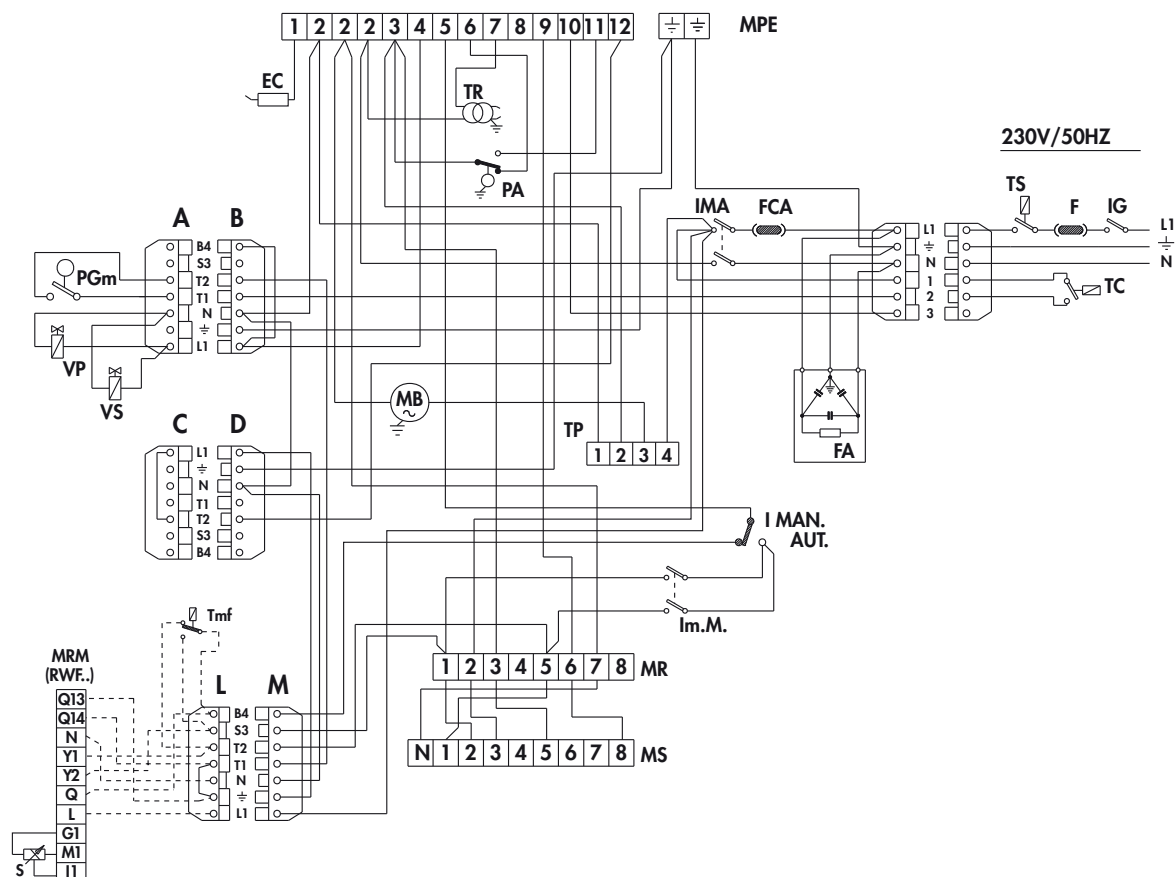 1 2 2 2 3 4 5 6 7 8 9 10 11 12 MPE
EC
TR
PA
230V/50HZ
TS F IG
L1
N
IMA FCA
L1
N
1
2
3
TC
A B
B4
S3
T2
T1
N
L1
PGm
VP
VS
MB
~
C D
L1
N
T1
T2
S3
B4
TP
1 2 3 4
FA
I MAN.
AUT.
Im.M.
1 2 3 4 5 6 7 8 MR
N 1 2 3 4 5 6 7 8 MS
Tmf
L M
B4
S3
T2
T1
N
L1
MRM
(RWF..)
Q13
Q14
N
Y1
Y2
Q
L
G1
M1
I1
S